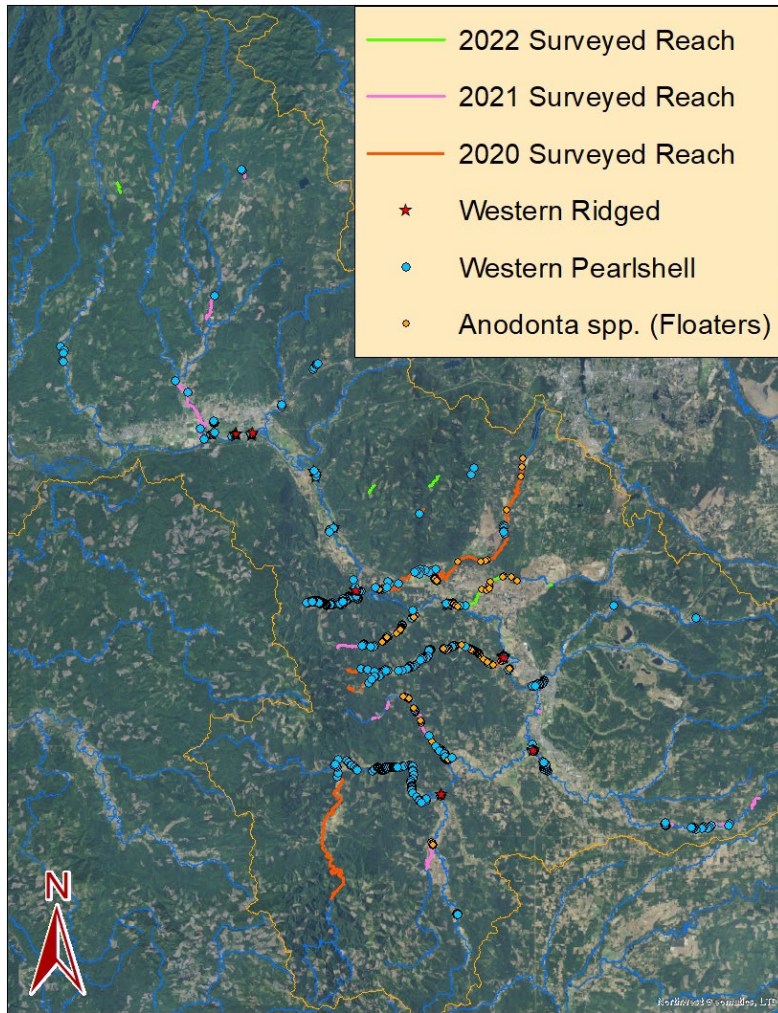 2022 Surveyed Reach
2021 Surveyed Reach
2020 Surveyed Reach
Western Ridged
Western Pearlshell
Anodonta spp. (Floaters)
N